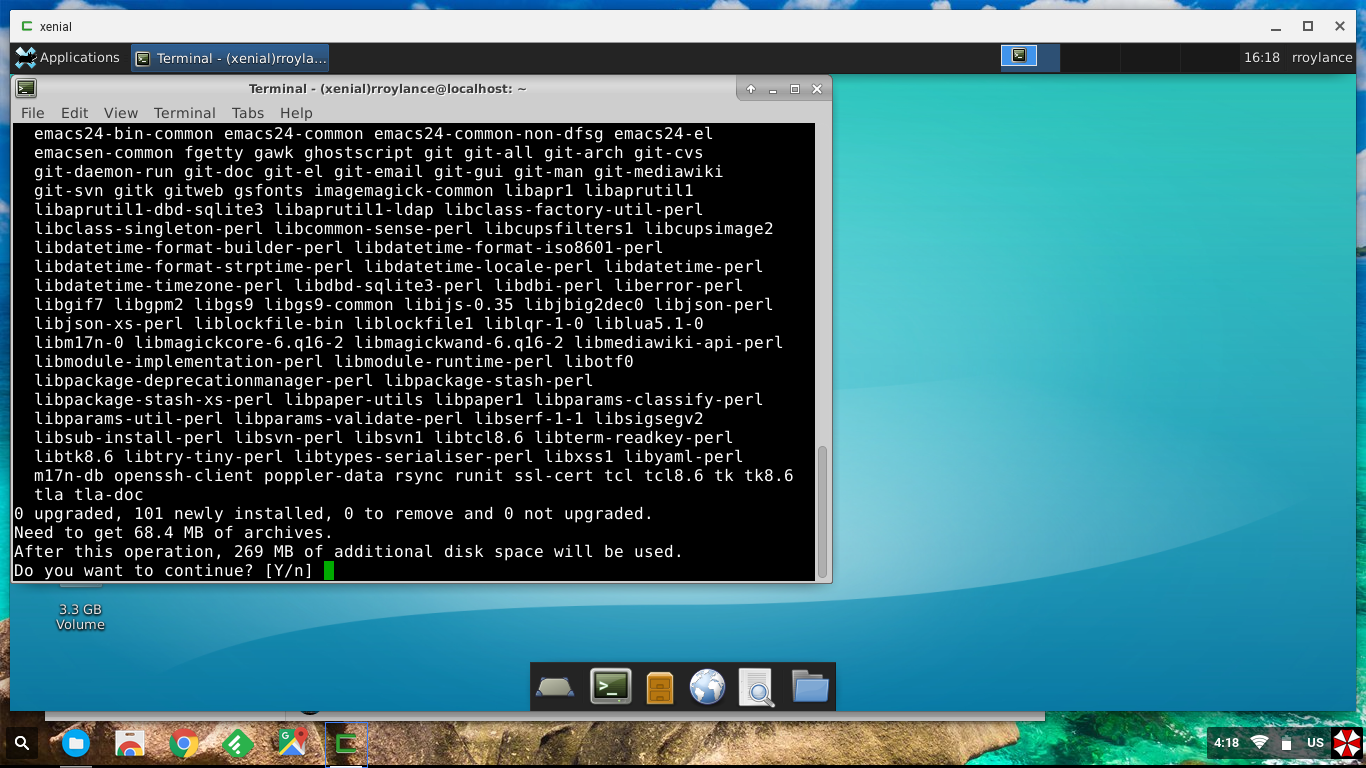 xenial
Applications
Terminal - (xenial)rroyla...
16:18 rroylance
Terminal - (xenial)rroylance@localhost: ~
File Edit View Terminal Tabs Help
emacs24-bin-common emacs24-common emacs24-common-non-dfsg emacs24-el
emacsen-common fgetty gawk ghostscript git git-all git-arch git-cvs
git-daemon-run git-doc git-el git-email git-gui git-man git-mediawiki
git-svn gitk gitweb gsfonts imagemagick-common libapr1 libaprutil1
libaprutil1-dbd-sqlite3 libaprutil1-ldap libclass-factory-util-perl
libclass-singleton-perl libcommon-sense-perl libcupsfilters1 libcupsimage2
libdatetime-format-builder-perl libdatetime-format-iso8601-perl
libdatetime-format-strptime-perl libdatetime-locale-perl libdatetime-perl
libdatetime-timezone-perl libdbd-sqlite3-perl libdbi-perl liberror-perl
libgif7 libgpm2 libgs9 libgs9-common libijs-0.35 libjbig2dec0 libjson-perl
libjson-xs-perl liblockfile-bin liblockfile1 liblqr-1-0 liblua5.1-0
libm17n-0 libmagickcore-6.q16-2 libmagickwand-6.q16-2 libmediawiki-api-perl
libmodule-implementation-perl libmodule-runtime-perl libotf0
libpackage-deprecationmanager-perl libpackage-stash-perl
libpackage-stash-xs-perl libpaper-utils libpaper1 libparams-classify-perl
libparams-util-perl libparams-validate-perl libserf-1-1 libsigsegv2
libsub-install-perl libsvn-perl libsvn1 libtcl8.6 libterm-readkey-perl
libtk8.6 libtry-tiny-perl libtypes-serialiser-perl libxss1 libyaml-perl
m17n-db openssh-client poppler-data rsync runit ssl-cert tcl tcl8.6 tk tk8.6
tla tla-doc
0 upgraded, 101 newly installed, 0 to remove and 0 not upgraded.
Need to get 68.4 MB of archives.
After this operation, 269 MB of additional disk space will be used.
Do you want to continue? [Y/n]
3.3 GB
Volume
4:18 US